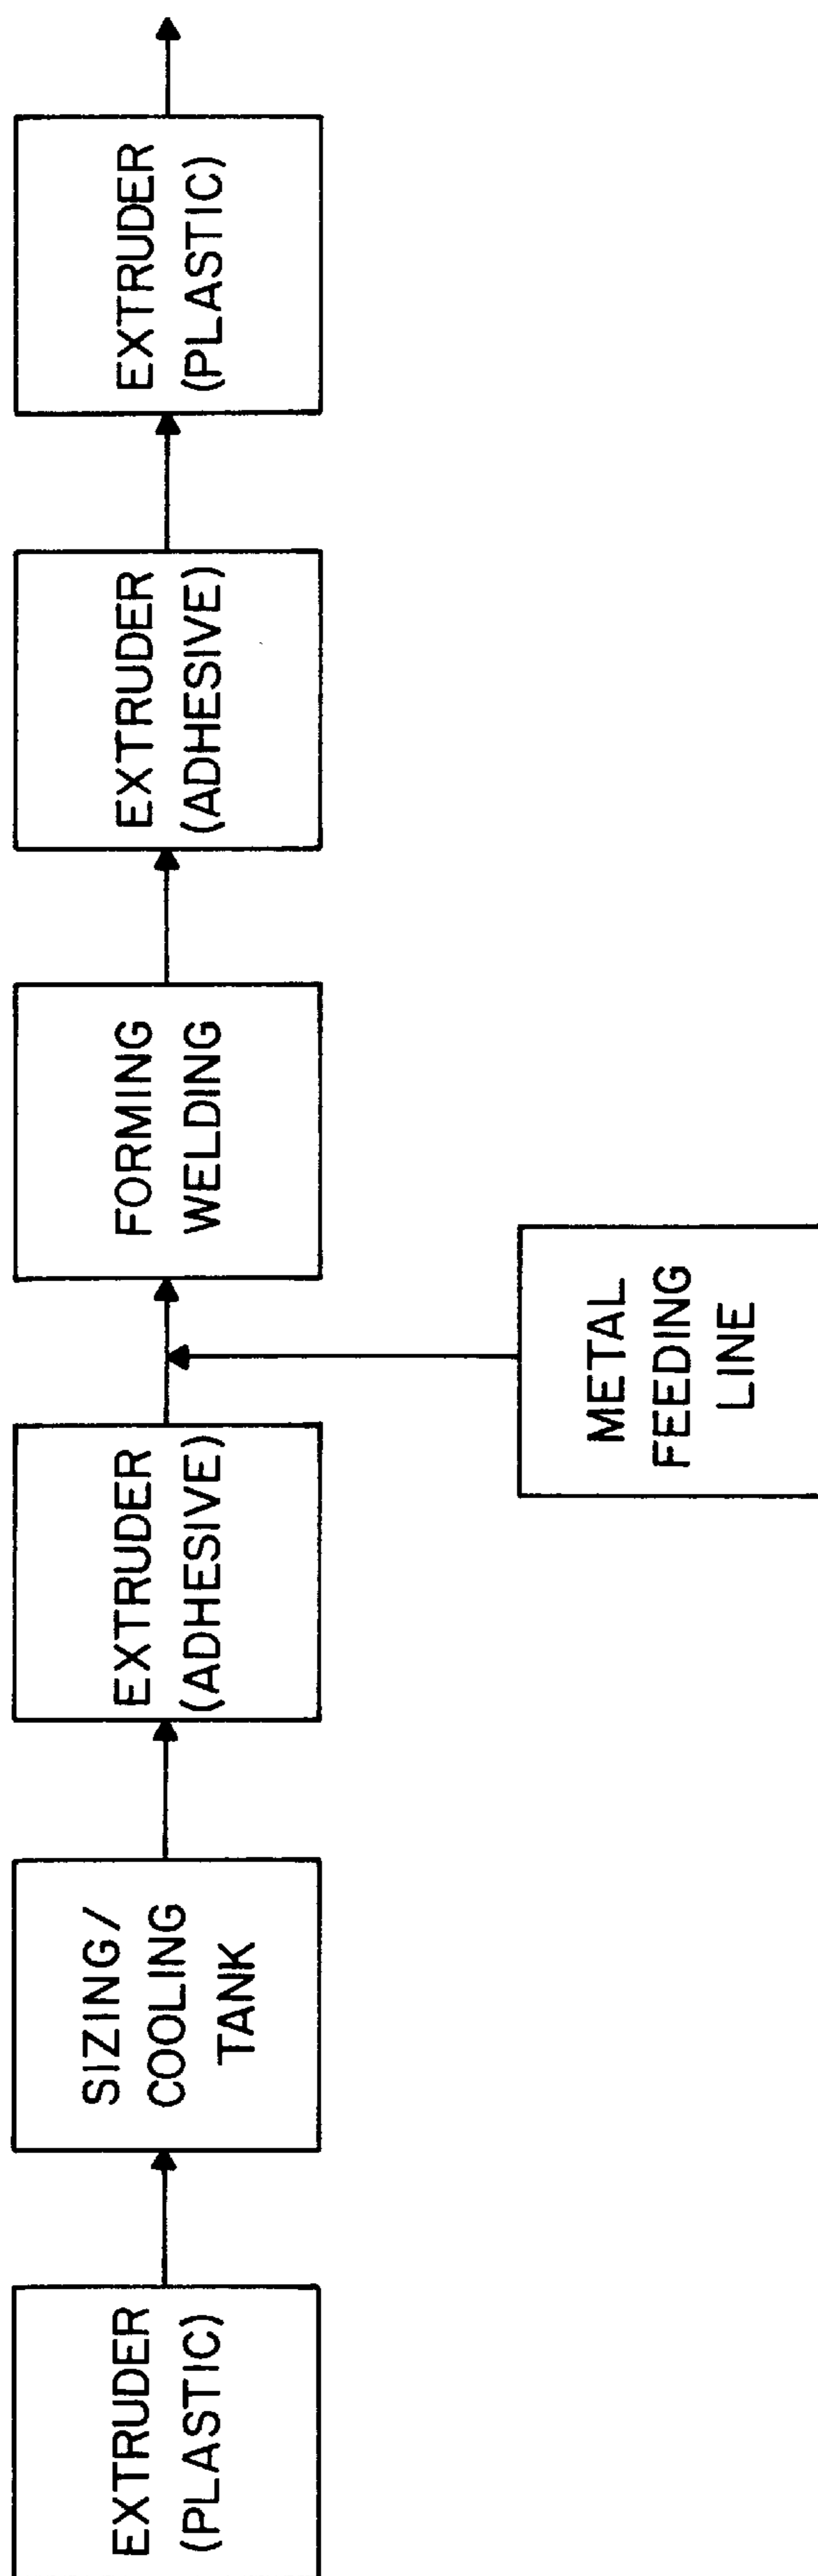 EXTRUDER
(PLASTIC)
SIZING/
COOLING
TANK
EXTRUDER
(ADHESIVE)
METAL
FEEDING
LINE
FORMING
WELDING
EXTRUDER
(ADHESIVE)
EXTRUDER
(PLASTIC)